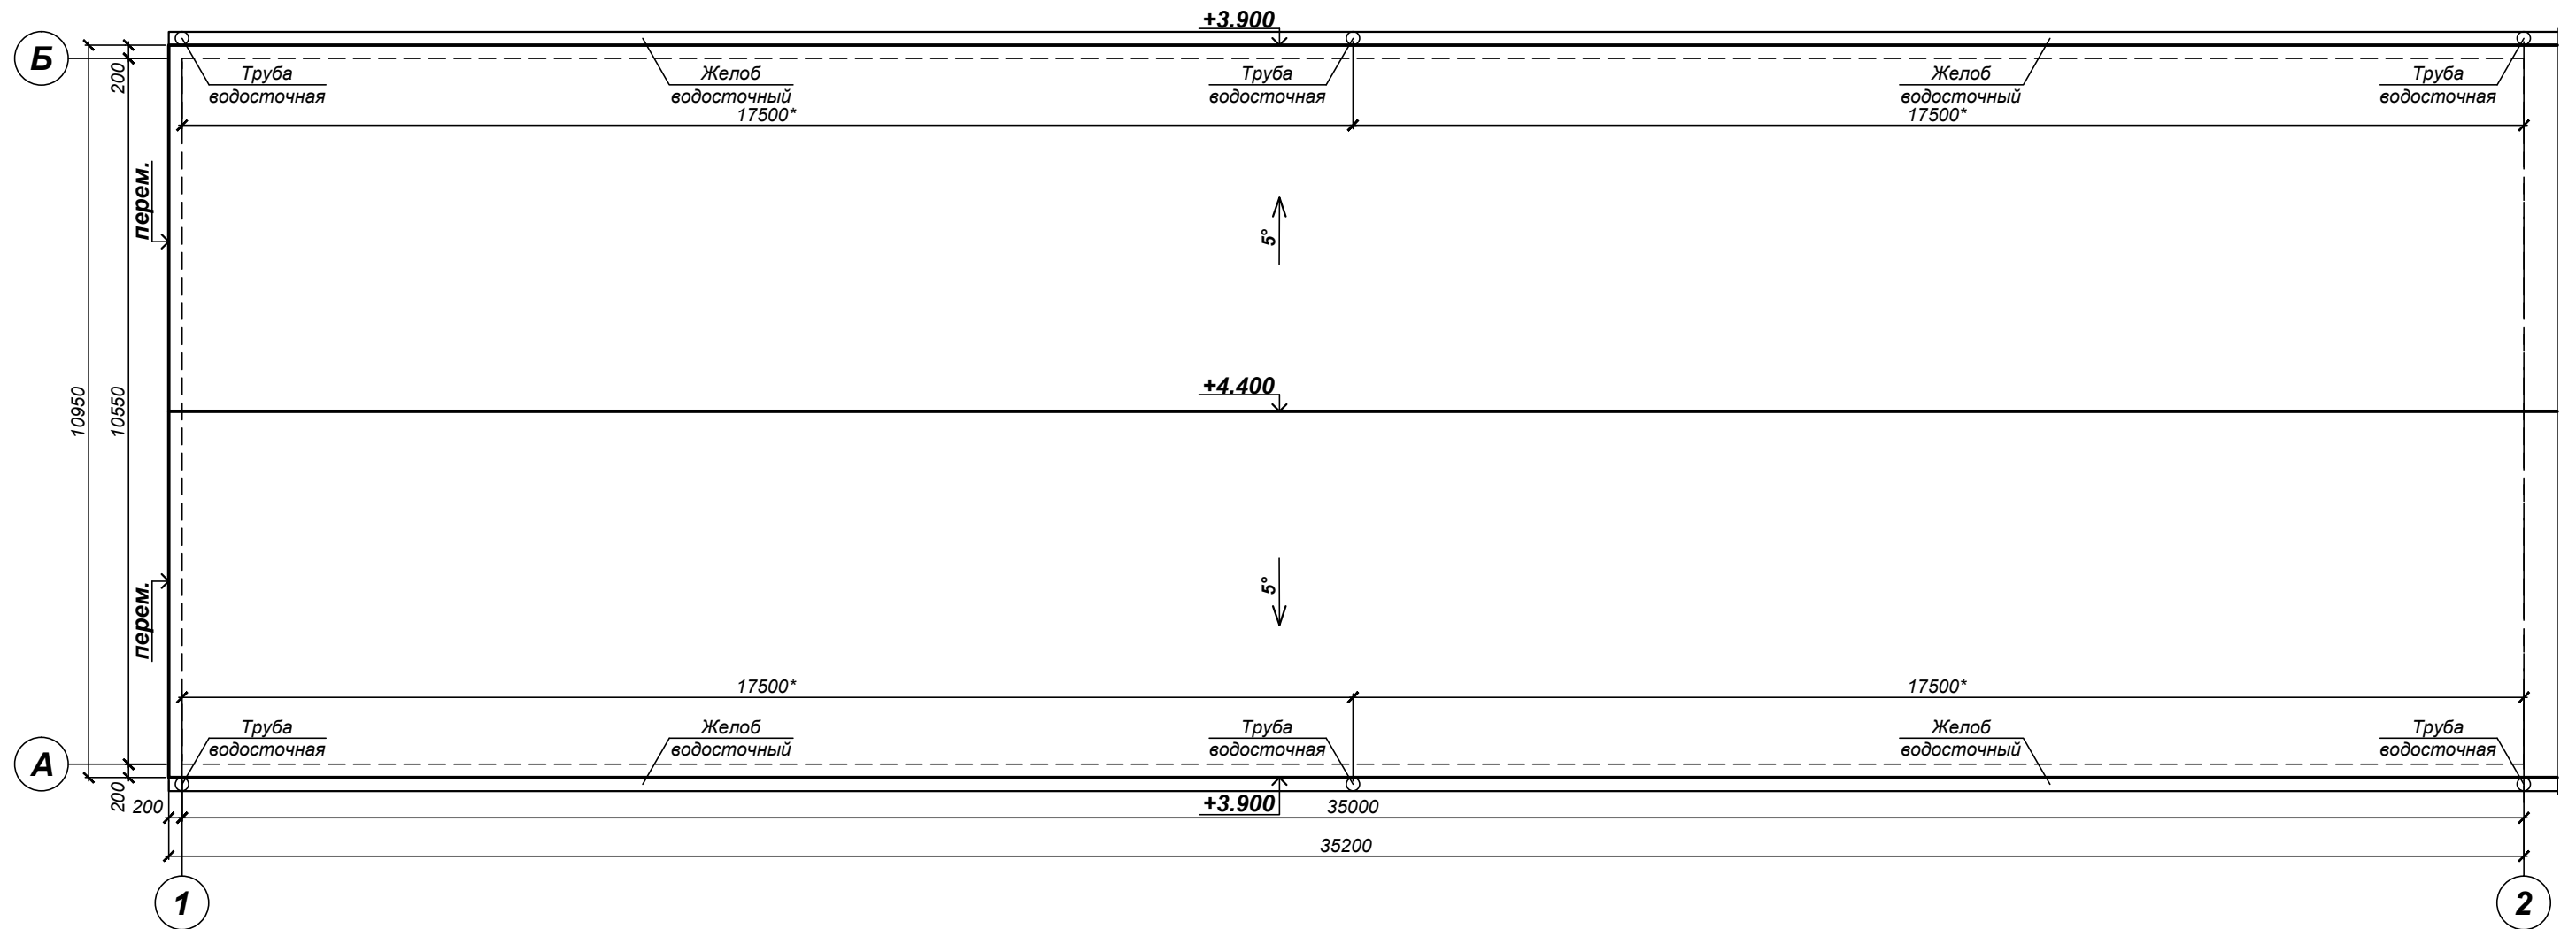 +3.900
Б
200
Труба
водосточная
Желоб
водосточный
Труба
водосточная
Желоб
водосточный
Труба
водосточная
17500*
17500*
перем.
5°
10950
10550
+4.400
перем.
5°
17500*
17500*
Труба
водосточная
Желоб
водосточный
Труба
водосточная
Желоб
водосточный
Труба
водосточная
А
200
200
+3.900
35000
35200
1
2